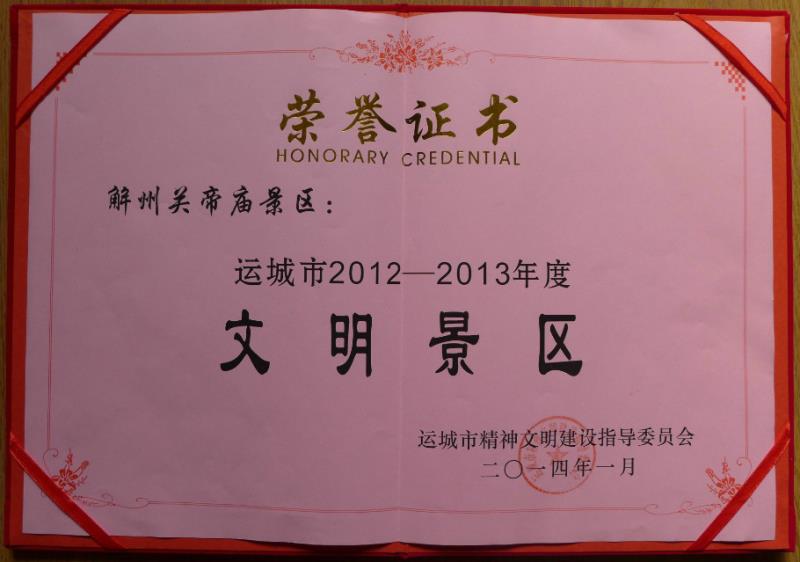 荣誉证书
HONORARY CREDENTIAL
解州关帝庙景区：
运城市2012—2013年度
文明景区
运城市精神文明建设指导委员会
二〇一四年一月